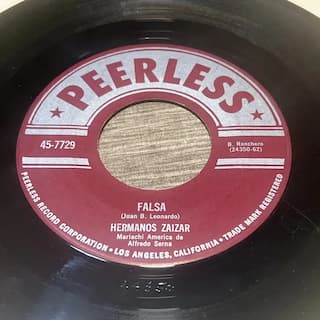 PEERLESS
45-7729
B. Ranchero
(24350-62)
FALSA
(Juan B. Leonardo)
HERMANOS ZAIZAR
Mariachi America de
Alfredo Serna
PEERLESS RECORD CORPORATION - LOS ANGELES, CALIFORNIA - TRADE MARK REGISTERED